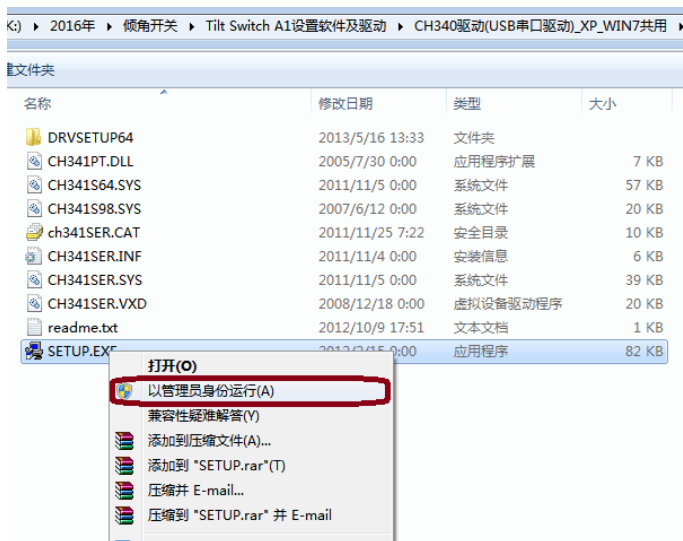 K:) 2016年 倾角开关 Tilt Switch A1设置软件及驱动 CH340驱动(USB串口驱动)_XP_WIN7共用
建文件夹
名称 修改日期 类型 大小
DRVSETUP64 2013/5/16 13:33 文件夹
CH341PT.DLL 2005/7/30 0:00 应用程序扩展 7 KB
CH341S64.SYS 2011/11/5 0:00 系统文件 57 KB
CH341S98.SYS 2007/6/12 0:00 系统文件 20 KB
ch341SER.CAT 2011/11/25 7:22 安全目录 10 KB
CH341SER.INF 2011/11/4 0:00 安装信息 6 KB
CH341SER.SYS 2011/11/5 0:00 系统文件 39 KB
CH341SER.VXD 2008/12/18 0:00 虚拟设备驱动程序 20 KB
readme.txt 2012/10/9 17:51 文本文档 1 KB
SETUP.EXE 2012/2/15 0:00 应用程序 82 KB
打开(O)
以管理员身份运行(A)
兼容性疑难解答(Y)
添加到压缩文件(A)...
添加到 "SETUP.rar"(T)
压缩并 E-mail...
压缩到 "SETUP.rar" 并 E-mail